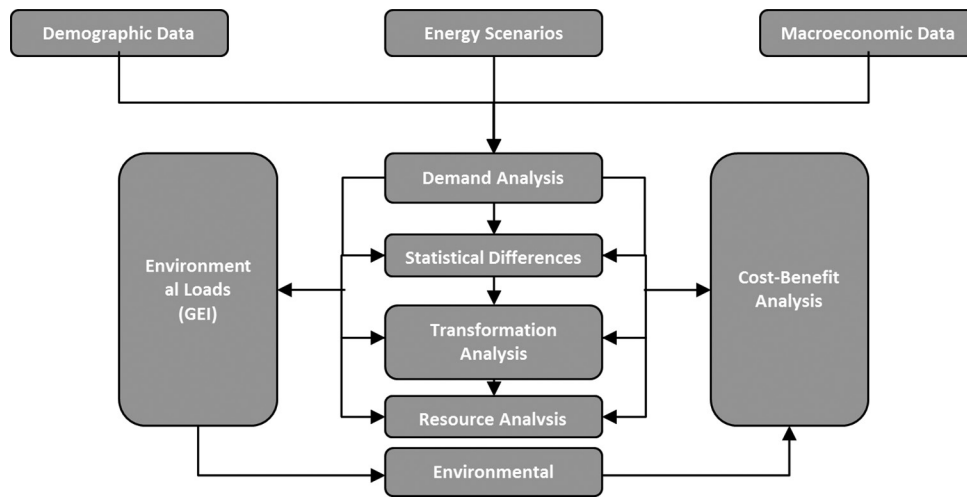 Demographic Data
Energy Scenarios
Macroeconomic Data
Demand Analysis
Statistical Differences
Environment
al Loads
(GEI)
Cost-Benefit
Analysis
Transformation
Analysis
Resource Analysis
Environmental